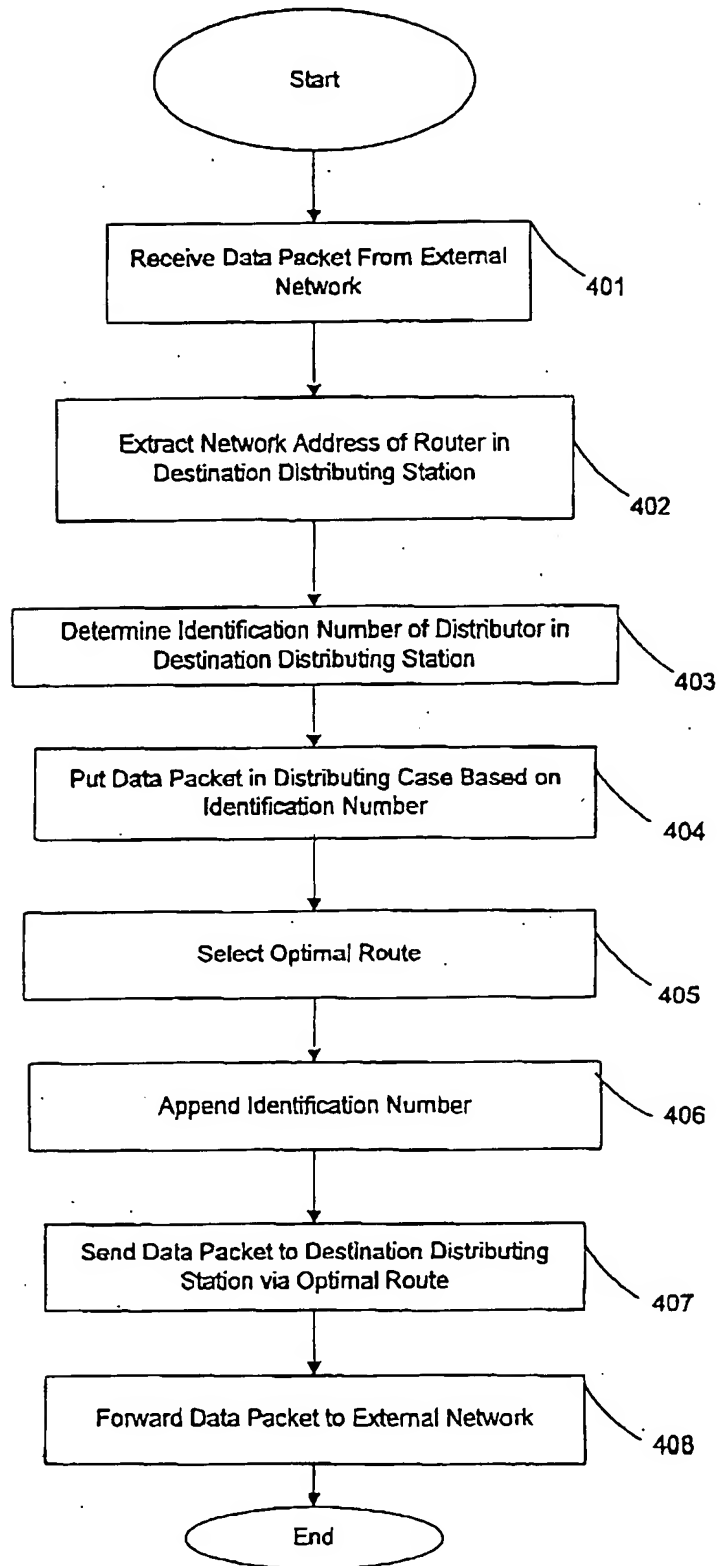 Start
Receive Data Packet From External
Network
401
Extract Network Address of Router in
Destination Distributing Station
402
Determine Identification Number of Distributor in
Destination Distributing Station
403
Put Data Packet in Distributing Case Based on
Identification Number
404
Select Optimal Route
405
Append Identification Number
406
Send Data Packet to Destination Distributing
Station via Optimal Route
407
Forward Data Packet to External Network
408
End